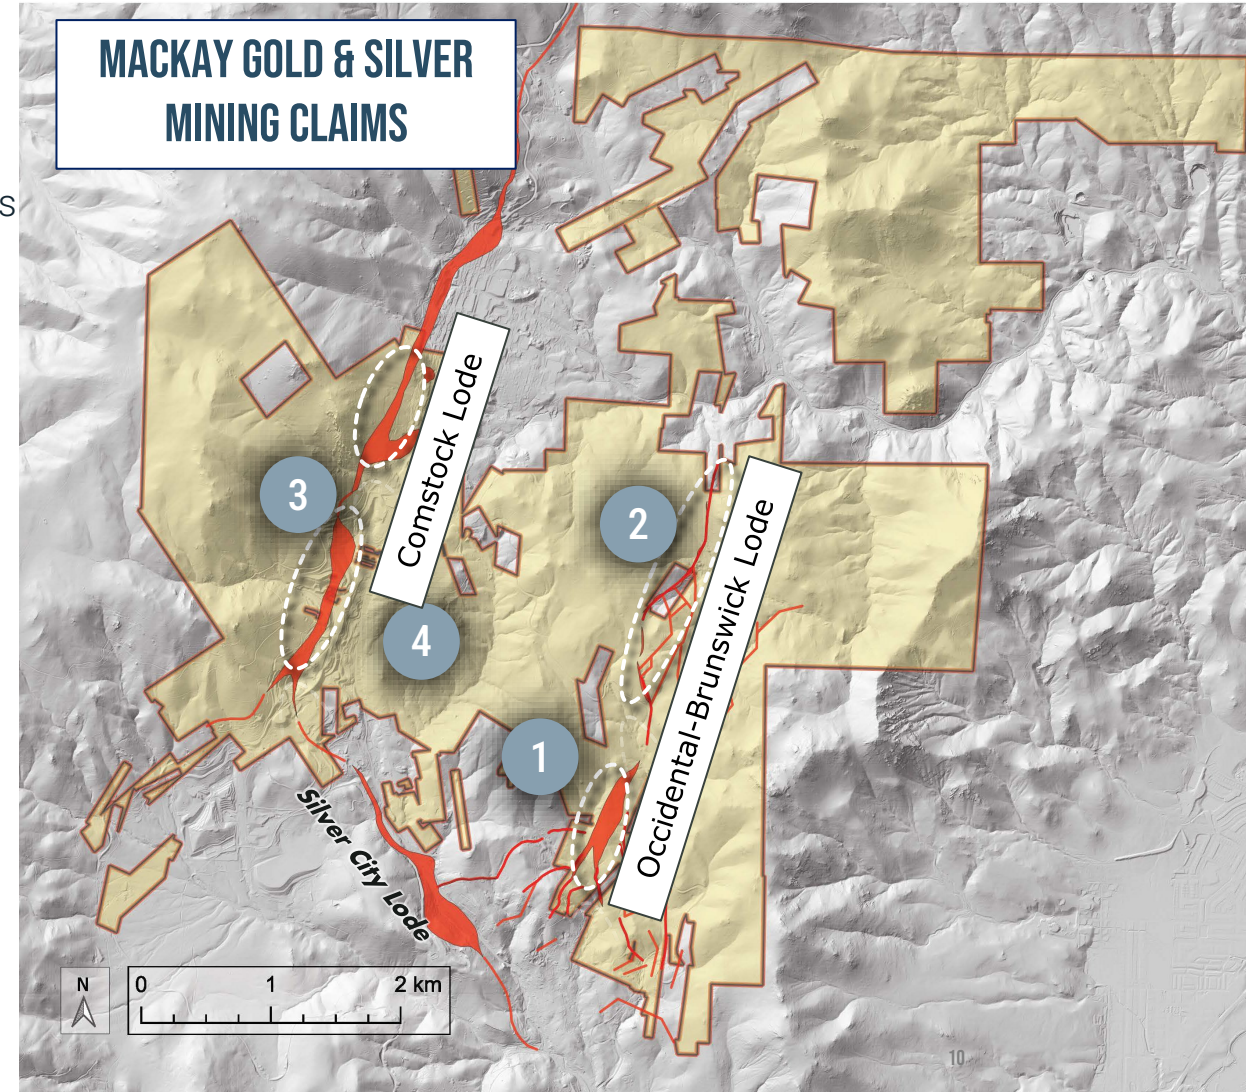 MACKAY GOLD & SILVER
MINING CLAIMS
s
Comstock Lode
3
2
Occidental-Brunswick Lode
4
1
Silver City Lode
N
0 1 2 km
10